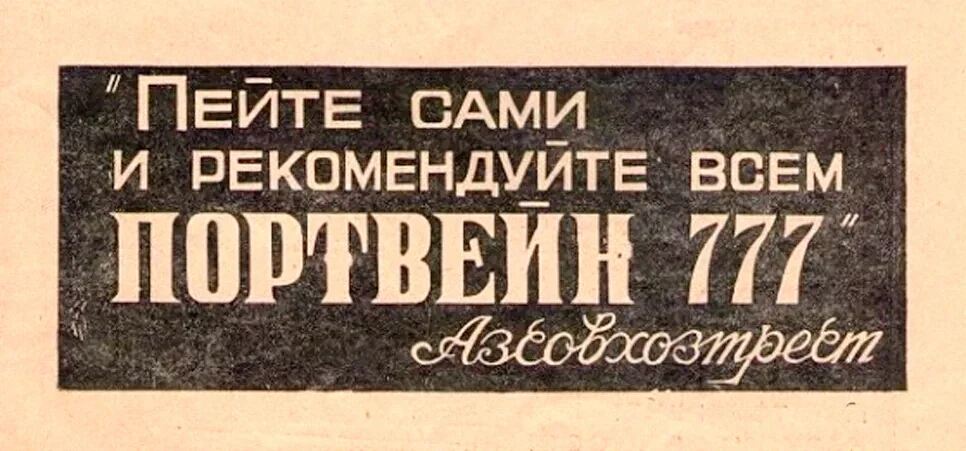 "ПЕЙТЕ САМИ
И РЕКОМЕНДУЙТЕ ВСЕМ
ПОРТВЕЙН 777"
Азсовхозтрест